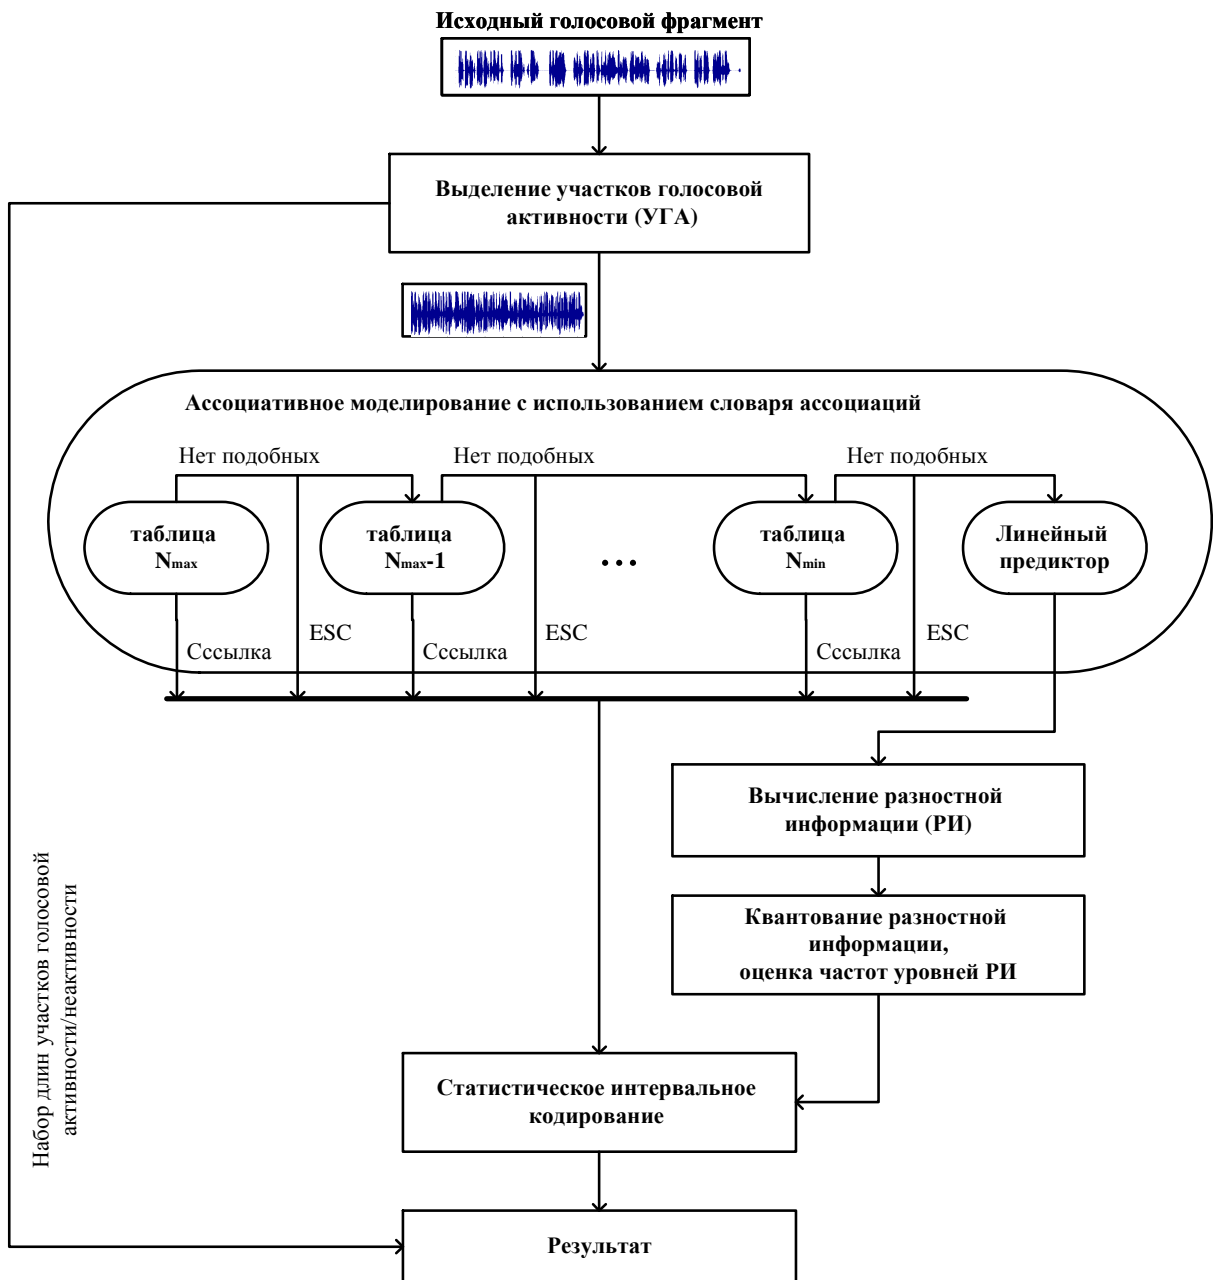 Исходный голосовой фрагмент
Выделение участков голосовой
активности (УГА)
Ассоциативное моделирование с использованием словаря ассоциаций
Нет подобных
Нет подобных
Нет подобных
таблица
Nmax
таблица
Nmax-1
...
таблица
Nmin
Линейный
предиктор
Сссылка
ESC
Сссылка
ESC
Сссылка
ESC
Вычисление разностной
информации (РИ)
Квантование разностной
информации,
оценка частот уровней РИ
Набор длин участков голосовой
активности/неактивности
Статистическое интервальное
кодирование
Результат